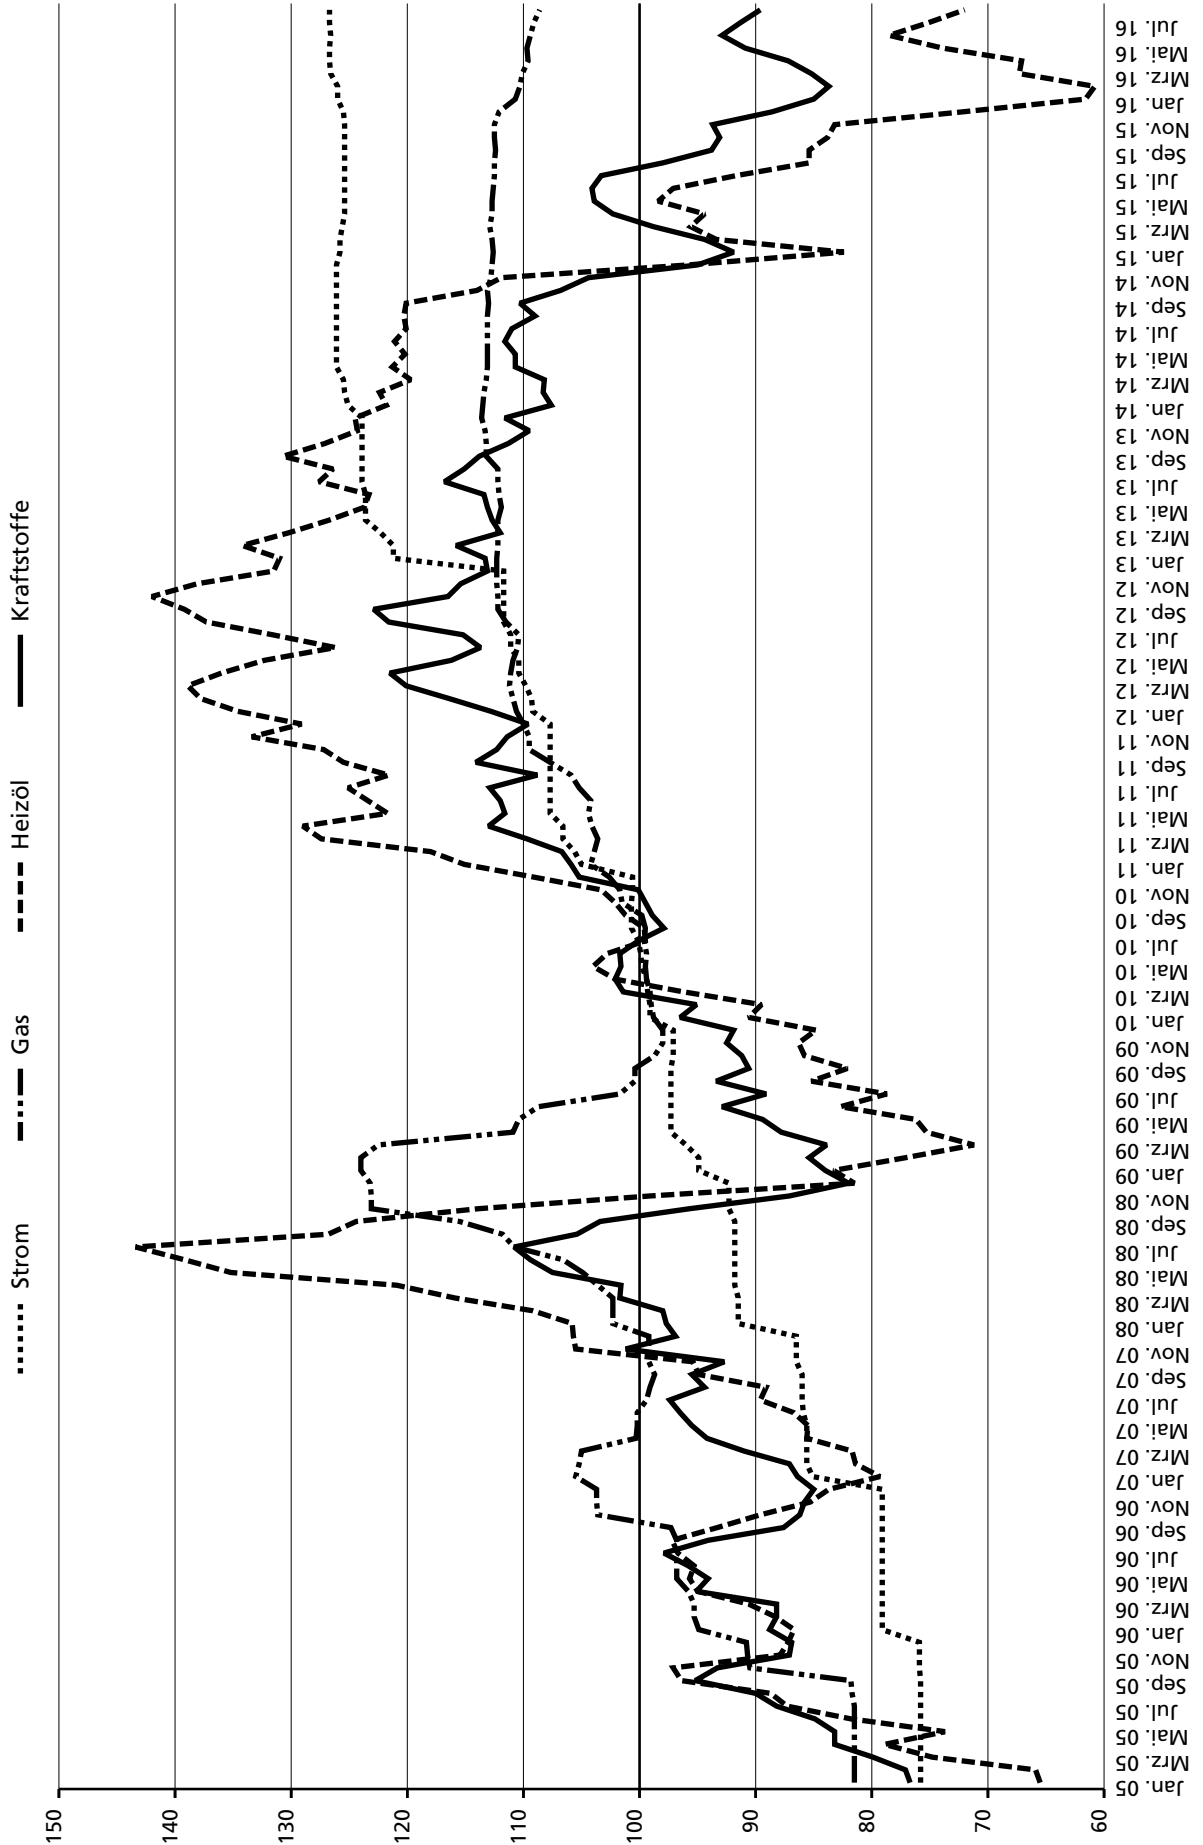 Strom Gas Heizöl Kraftstoffe
150
140
130
120
110
100
90
80
70
60
Jan. 05
Mrz. 05
Mai. 05
Jul. 05
Sep. 05
Nov. 05
Jan. 06
Mrz. 06
Mai. 06
Jul. 06
Sep. 06
Nov. 06
Jan. 07
Mrz. 07
Mai. 07
Jul. 07
Sep. 07
Nov. 07
Jan. 08
Mrz. 08
Mai. 08
Jul. 08
Sep. 08
Nov. 08
Jan. 09
Mrz. 09
Mai. 09
Jul. 09
Sep. 09
Nov. 09
Jan. 10
Mrz. 10
Mai. 10
Jul. 10
Sep. 10
Nov. 10
Jan. 11
Mrz. 11
Mai. 11
Jul. 11
Sep. 11
Nov. 11
Jan. 12
Mrz. 12
Mai. 12
Jul. 12
Sep. 12
Nov. 12
Jan. 13
Mrz. 13
Mai. 13
Jul. 13
Sep. 13
Nov. 13
Jan. 14
Mrz. 14
Mai. 14
Jul. 14
Sep. 14
Nov. 14
Jan. 15
Mrz. 15
Mai. 15
Jul. 15
Sep. 15
Nov. 15
Jan. 16
Mrz. 16
Mai. 16
Jul. 16